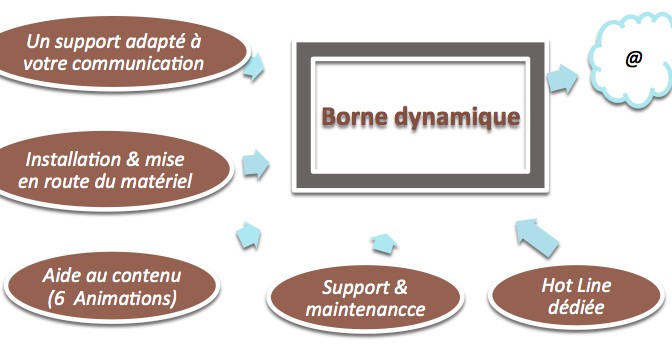 Un support adapté à
votre communication
@
Borne dynamique
Installation & mise
en route du matériel
Aide au contenu
(6 Animations)
Support &
maintenancce
Hot Line
dédiée